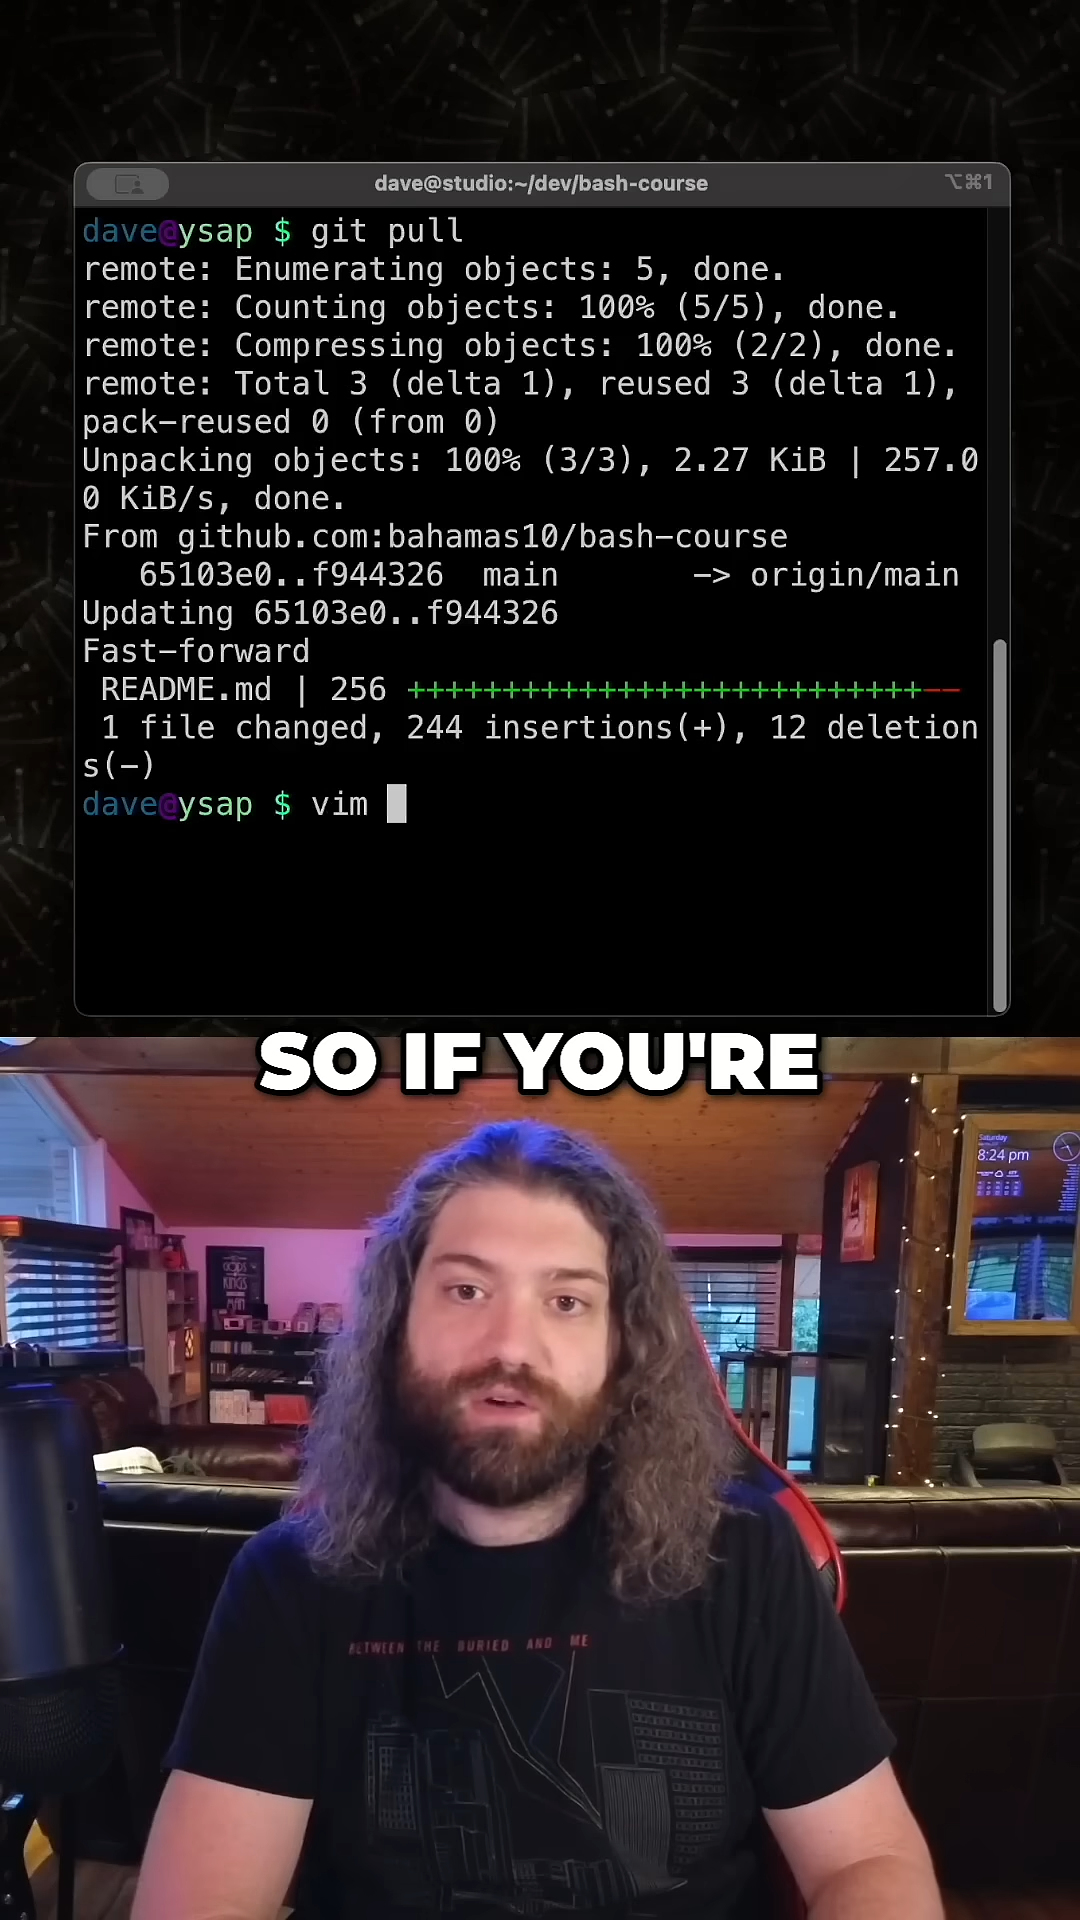 dave@studio:~/dev/bash-course
⌥⌘1
dave@ysap $ git pull
remote: Enumerating objects: 5, done.
remote: Counting objects: 100% (5/5), done.
remote: Compressing objects: 100% (2/2), done.
remote: Total 3 (delta 1), reused 3 (delta 1),
pack-reused 0 (from 0)
Unpacking objects: 100% (3/3), 2.27 KiB | 257.0
0 KiB/s, done.
From github.com:bahamas10/bash-course
   65103e0..f944326  main       -> origin/main
Updating 65103e0..f944326
Fast-forward
 README.md | 256 +++++++++++++++++++++++++++--
 1 file changed, 244 insertions(+), 12 deletion
s(-)
dave@ysap $ vim
SO IF YOU'RE
Saturday
8:24 pm
GODS
KINGS
MAN
BETWEEN THE BURIED AND ME